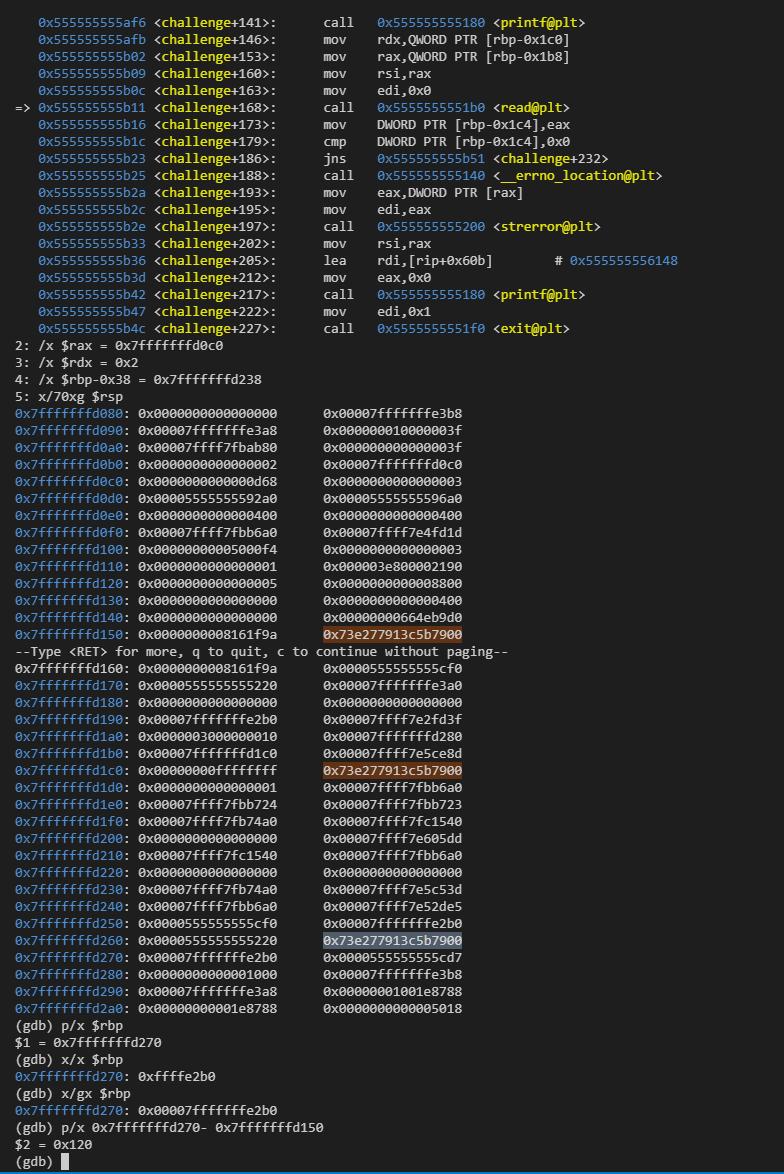 0x555555555af6 <challenge+141>: call 0x555555555180 <printf@plt>
0x555555555afb <challenge+146>: mov rdx,QWORD PTR [rbp-0x1c0]
0x555555555b02 <challenge+153>: mov rax,QWORD PTR [rbp-0x1b8]
0x555555555b09 <challenge+160>: mov rsi,rax
0x555555555b0c <challenge+163>: mov edi,0x0
=> 0x555555555b11 <challenge+168>: call 0x5555555551b0 <read@plt>
0x555555555b16 <challenge+173>: mov DWORD PTR [rbp-0x1c4],eax
0x555555555b1c <challenge+179>: cmp DWORD PTR [rbp-0x1c4],0x0
0x555555555b23 <challenge+186>: jns 0x555555555b51 <challenge+232>
0x555555555b25 <challenge+188>: call 0x555555555140 <__errno_location@plt>
0x555555555b2a <challenge+193>: mov eax,DWORD PTR [rax]
0x555555555b2c <challenge+195>: mov edi,eax
0x555555555b2e <challenge+197>: call 0x555555555200 <strerror@plt>
0x555555555b33 <challenge+202>: mov rsi,rax
0x555555555b36 <challenge+205>: lea rdi,[rip+0x60b] # 0x555555556148
0x555555555b3d <challenge+212>: mov eax,0x0
0x555555555b42 <challenge+217>: call 0x555555555180 <printf@plt>
0x555555555b47 <challenge+222>: mov edi,0x1
0x555555555b4c <challenge+227>: call 0x5555555551f0 <exit@plt>
2: /x $rax = 0x7fffffffd0c0
3: /x $rdx = 0x2
4: /x $rbp-0x38 = 0x7fffffffd238
5: x/70xg $rsp
0x7fffffffd080: 0x0000000000000000 0x00007fffffffe3b8
0x7fffffffd090: 0x00007fffffffe3a8 0x000000010000003f
0x7fffffffd0a0: 0x00007ffff7fbab80 0x000000000000003f
0x7fffffffd0b0: 0x0000000000000002 0x00007fffffffd0c0
0x7fffffffd0c0: 0x0000000000000d68 0x0000000000000003
0x7fffffffd0d0: 0x00005555555592a0 0x00005555555596a0
0x7fffffffd0e0: 0x0000000000000400 0x0000000000000400
0x7fffffffd0f0: 0x00007ffff7fbb6a0 0x00007ffff7e4fd1d
0x7fffffffd100: 0x00000000005000f4 0x0000000000000003
0x7fffffffd110: 0x0000000000000001 0x000003e800002190
0x7fffffffd120: 0x0000000000000005 0x0000000000008800
0x7fffffffd130: 0x0000000000000000 0x0000000000000400
0x7fffffffd140: 0x0000000000000000 0x00000000664eb9d0
0x7fffffffd150: 0x0000000008161f9a 0x73e277913c5b7900
--Type <RET> for more, q to quit, c to continue without paging--
0x7fffffffd160: 0x0000000008161f9a 0x0000555555555cf0
0x7fffffffd170: 0x0000555555555220 0x00007fffffffe3a0
0x7fffffffd180: 0x0000000000000000 0x0000000000000000
0x7fffffffd190: 0x00007fffffffe2b0 0x00007ffff7e2fd3f
0x7fffffffd1a0: 0x0000003000000010 0x00007fffffffd280
0x7fffffffd1b0: 0x00007fffffffd1c0 0x00007ffff7e5ce8d
0x7fffffffd1c0: 0x00000000ffffffff 0x73e277913c5b7900
0x7fffffffd1d0: 0x0000000000000001 0x00007ffff7fbb6a0
0x7fffffffd1e0: 0x00007ffff7fbb724 0x00007ffff7fbb723
0x7fffffffd1f0: 0x00007ffff7fb74a0 0x00007ffff7fc1540
0x7fffffffd200: 0x0000000000000000 0x00007ffff7e605dd
0x7fffffffd210: 0x00007ffff7fc1540 0x00007ffff7fbb6a0
0x7fffffffd220: 0x0000000000000000 0x0000000000000000
0x7fffffffd230: 0x00007ffff7fb74a0 0x00007ffff7e5c53d
0x7fffffffd240: 0x00007ffff7fbb6a0 0x00007ffff7e52de5
0x7fffffffd250: 0x0000555555555cf0 0x00007fffffffe2b0
0x7fffffffd260: 0x0000555555555220 0x73e277913c5b7900
0x7fffffffd270: 0x00007fffffffe2b0 0x0000555555555cd7
0x7fffffffd280: 0x0000000000001000 0x00007fffffffe3b8
0x7fffffffd290: 0x00007fffffffe3a8 0x00000001001e8788
0x7fffffffd2a0: 0x00000000001e8788 0x0000000000005018
(gdb) p/x $rbp
$1 = 0x7fffffffd270
(gdb) x/x $rbp
0x7fffffffd270: 0xffffe2b0
(gdb) x/gx $rbp
0x7fffffffd270: 0x00007fffffffe2b0
(gdb) p/x 0x7fffffffd270- 0x7fffffffd150
$2 = 0x120
(gdb)